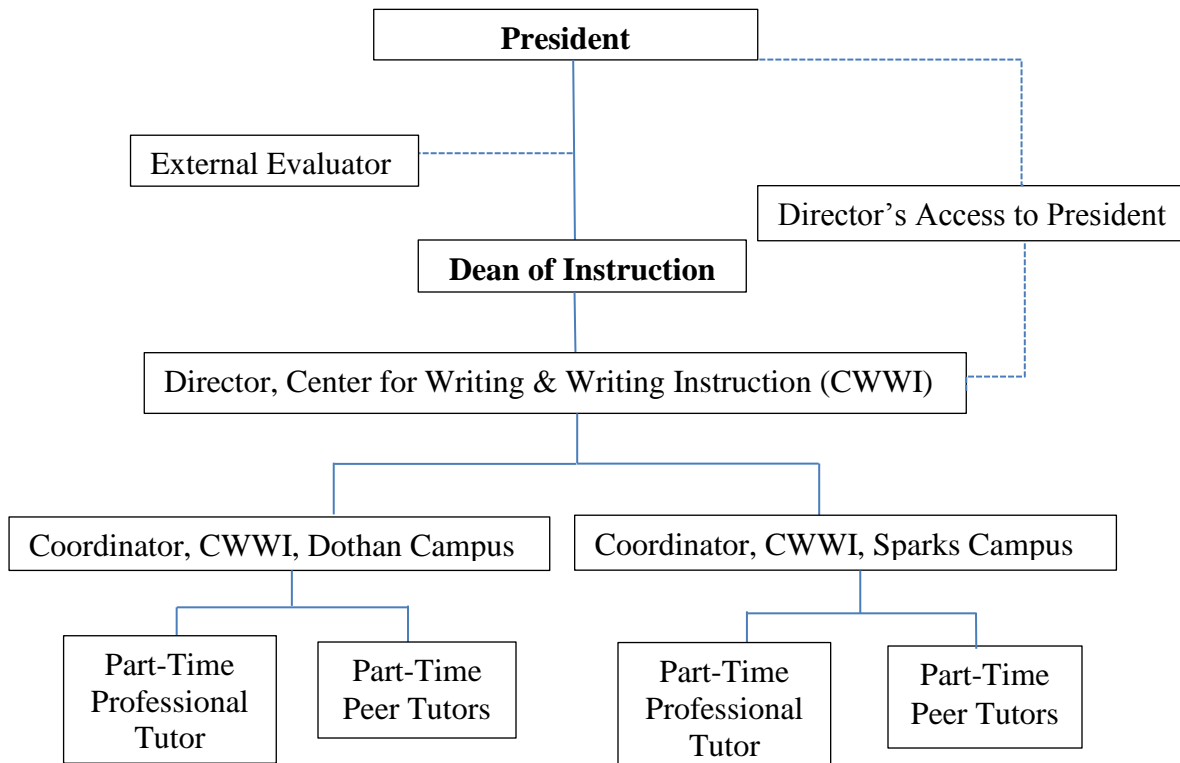 President
External Evaluator
Director’s Access to President
Dean of Instruction
Director, Center for Writing & Writing Instruction (CWWI)
Coordinator, CWWI, Dothan Campus
Coordinator, CWWI, Sparks Campus
Part-Time
Professional
Tutor
Part-Time
Peer Tutors
Part-Time
Professional
Tutor
Part-Time
Peer Tutors